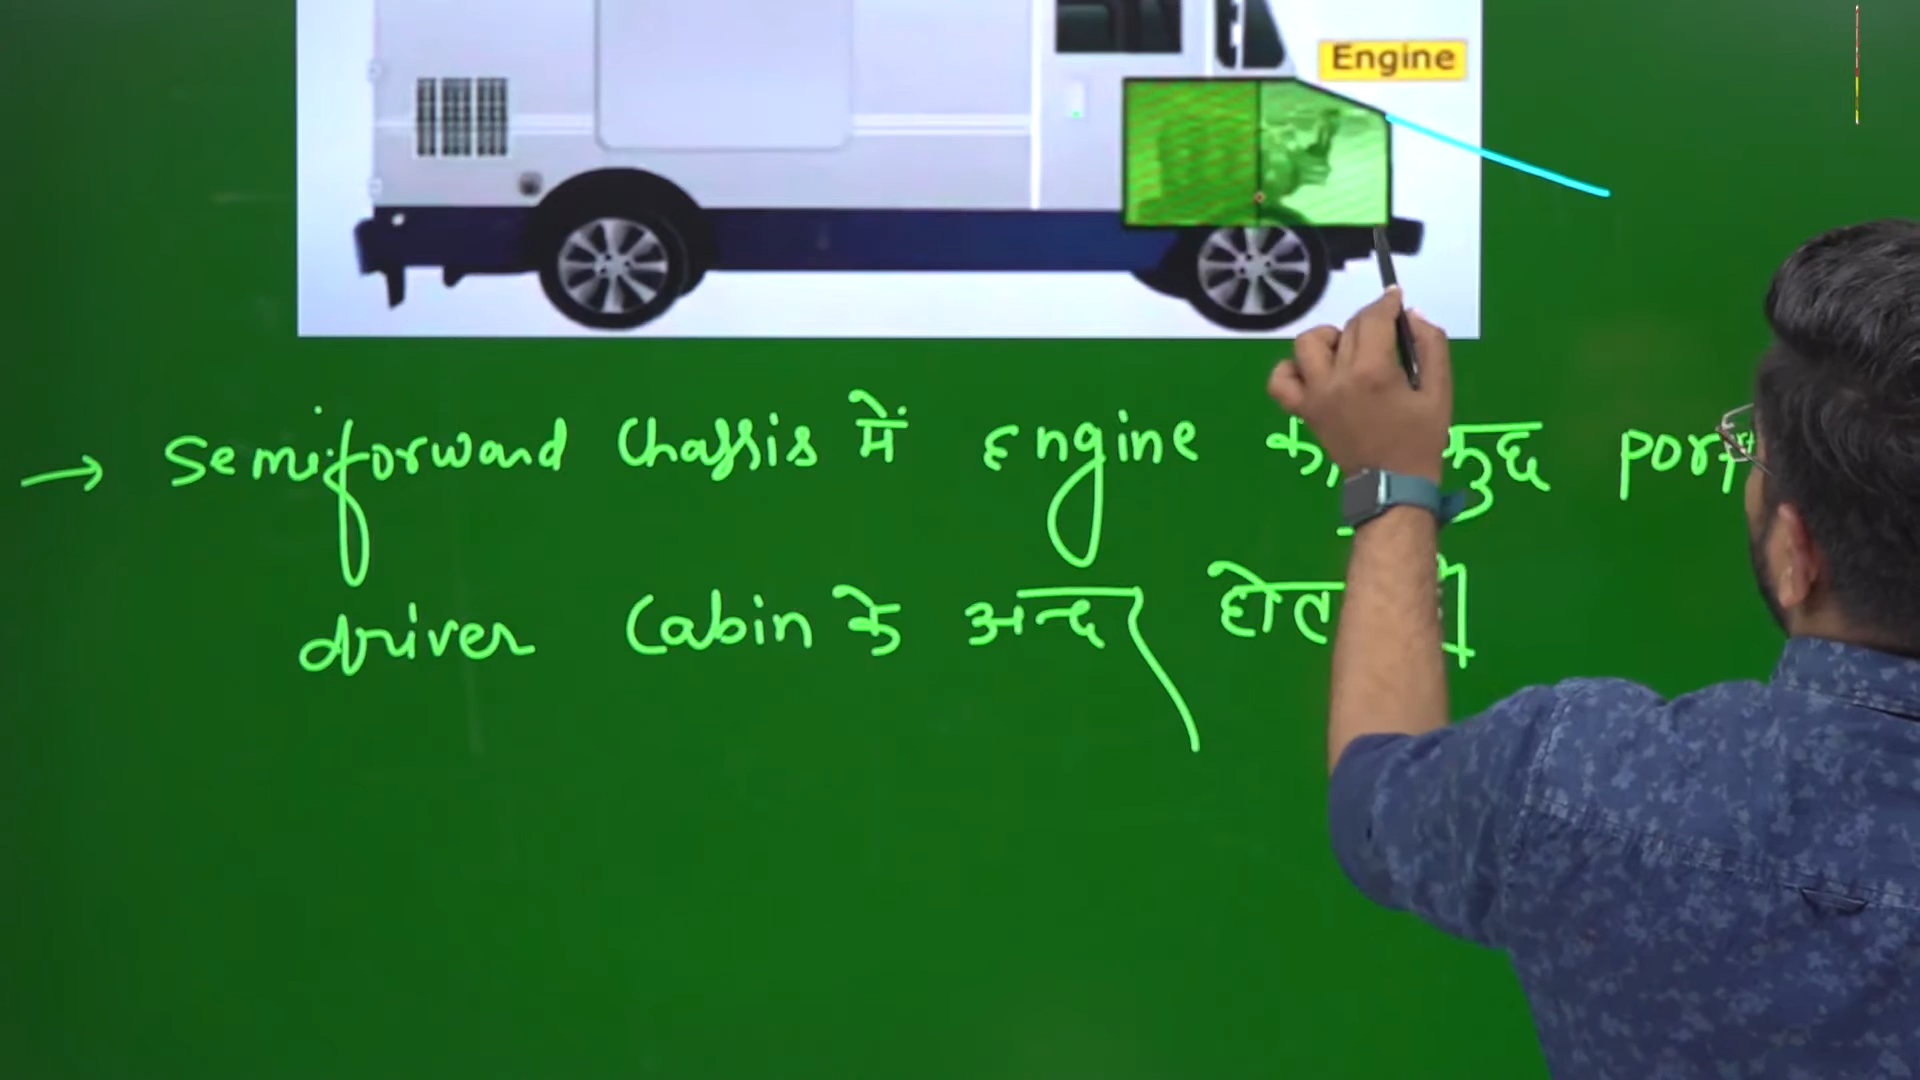 Engine
→ Semiforward Chassis में Engine कुछ port
driver Cabin के अन्दर